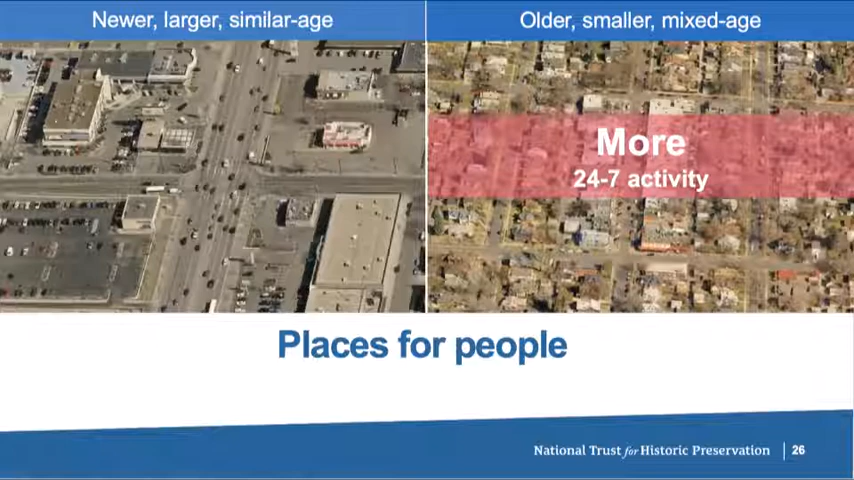 Newer, larger, similar-age
Older, smaller, mixed-age
More
24-7 activity
Places for people
National Trust for Historic Preservation
26